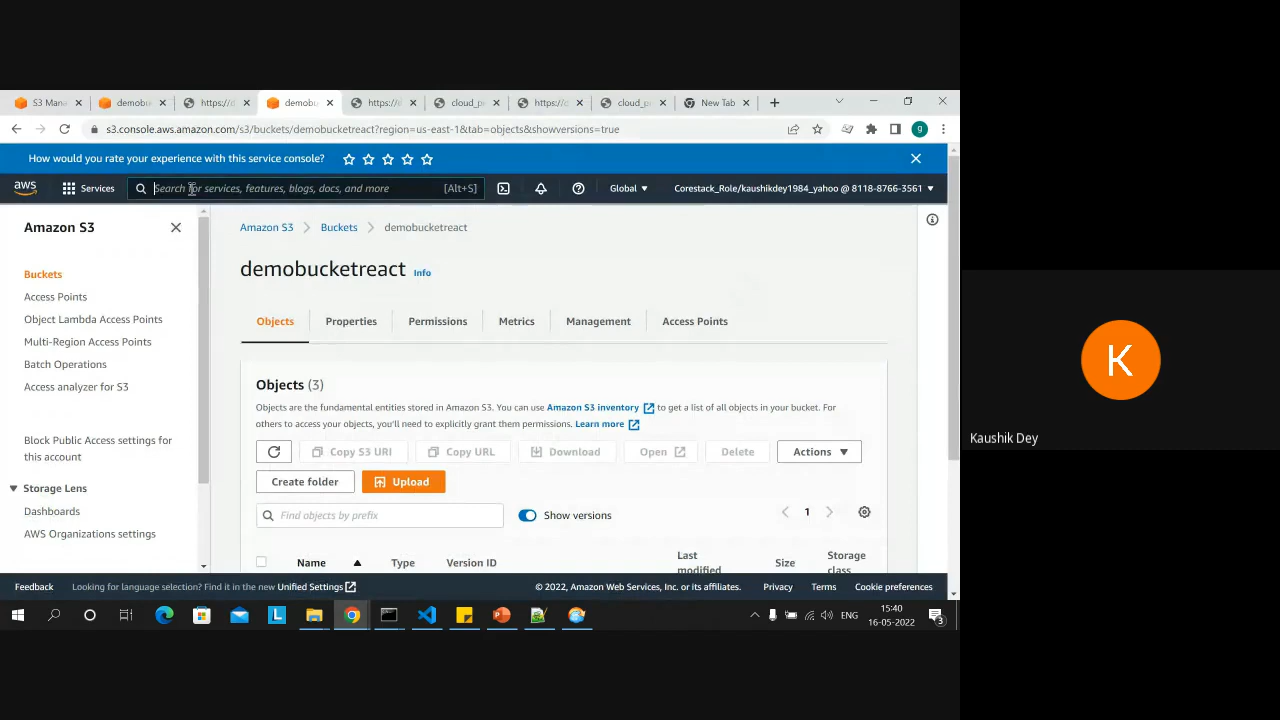 S3 Mana
demobu
https://d
demobu
https://i
cloud_pr
https://d
cloud_pr
New Tab
s3.console.aws.amazon.com/s3/buckets/demobucketreact?region=us-east-1&tab=objects&showversions=true
g
How would you rate your experience with this service console?
aws
Services
Search for services, features, blogs, docs, and more
[Alt+S]
Global
Corestack_Role/kaushikdey1984_yahoo @ 8118-8766-3561
Amazon S3
Buckets
Access Points
Object Lambda Access Points
Multi-Region Access Points
Batch Operations
Access analyzer for S3
Block Public Access settings for
this account
Storage Lens
Dashboards
AWS Organizations settings
Amazon S3
Buckets
demobucketreact
demobucketreact
Info
Objects
Properties
Permissions
Metrics
Management
Access Points
Objects (3)
Objects are the fundamental entities stored in Amazon S3. You can use Amazon S3 inventory to get a list of all objects in your bucket. For
others to access your objects, you'll need to explicitly grant them permissions. Learn more
Copy S3 URI
Copy URL
Download
Open
Delete
Actions
Create folder
Upload
Find objects by prefix
Show versions
1
Name
Type
Version ID
Last
modified
Size
Storage
class
Feedback
Looking for language selection? Find it in the new Unified Settings
© 2022, Amazon Web Services, Inc. or its affiliates.
Privacy
Terms
Cookie preferences
L
ENG
15:40
16-05-2022
3
K
Kaushik Dey